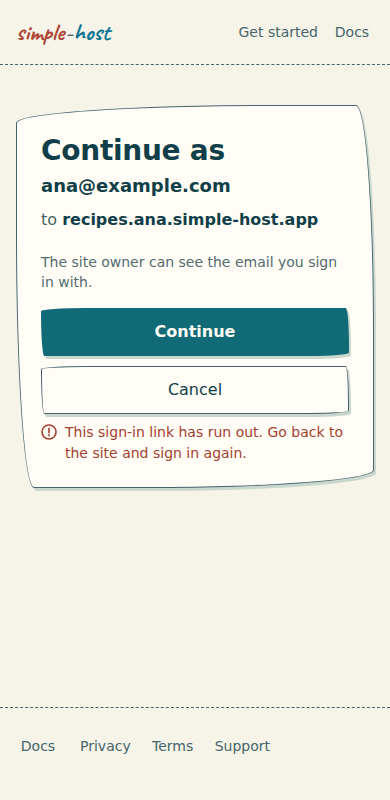 simple-host
Get started Docs
Continue as
ana@example.com
to recipes.ana.simple-host.app
The site owner can see the email you sign
in with.
Continue
Cancel
This sign-in link has run out. Go back to
the site and sign in again.
Docs Privacy Terms Support